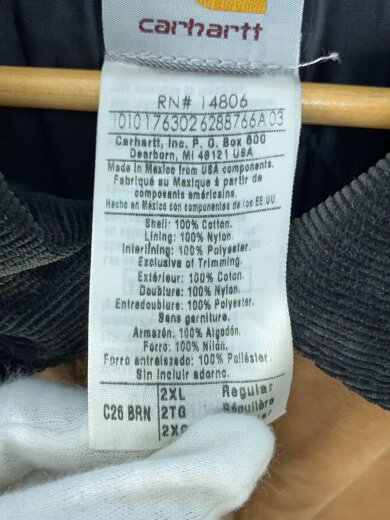 carhartt
RN# 14806
10101763026288766A03
Carhartt, Inc. P. O. Box 600
Dearborn, MI 48121 USA
Made in Mexico from USA components.
Fabriqué au Mexique à partir de
composants américains.
Hecho en México con componentes de los EE UU.
Shell: 100% Cotton.
Lining: 100% Nylon.
Interlining: 100% Polyester.
Exclusive of Trimming.
Extérieur: 100% Coton.
Doublure: 100% Nylon.
Entredoublure: 100% Polyester.
Sans garniture.
Armazón: 100% Algodón.
Forro: 100% Nilón.
Forro entrelazado: 100% Poliéster.
Sin incluir adorno.
2XL Regular
C26 BRN 2TG Régulière